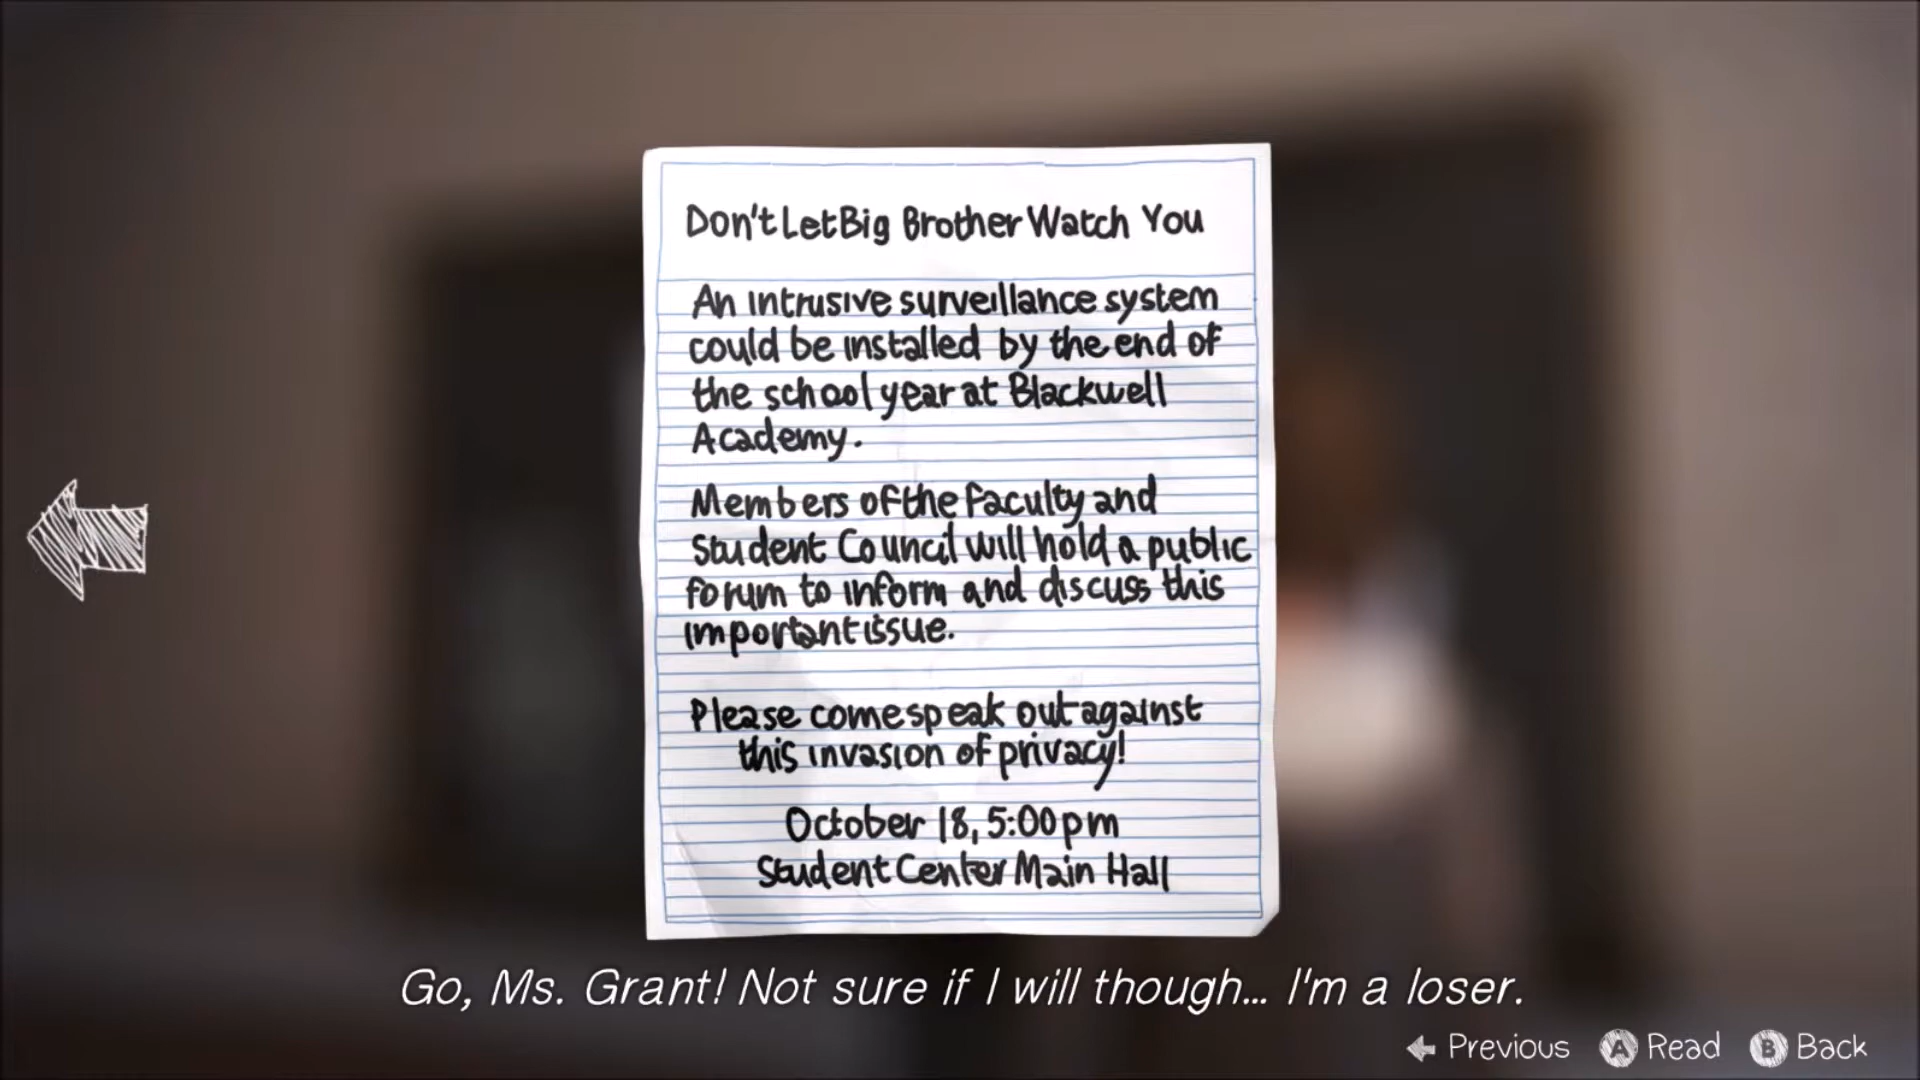 Don't Let Big Brother Watch You
An intrusive surveillance system
could be installed by the end of
the school year at Blackwell
Academy.
Members of the faculty and
Student Council will hold a public
forum to inform and discuss this
important issue.
Please come speak out against
this invasion of privacy!
October 18, 5:00pm
Student Center Main Hall
Go, Ms. Grant! Not sure if I will though... I'm a loser.
Previous A Read B Back